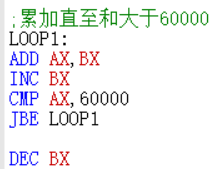 ;累加直至和大于60000
LOOP1:
ADD AX,BX
INC BX
CMP AX,60000
JBE LOOP1
DEC BX